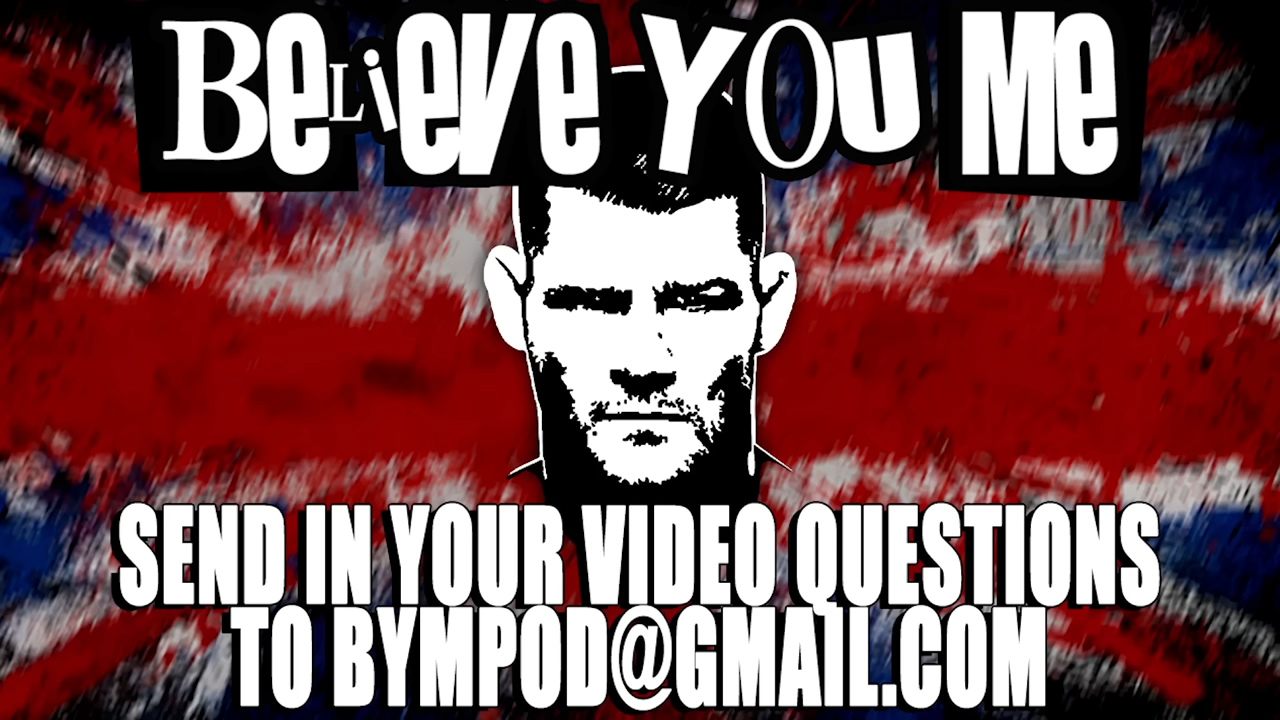 BeLiEVE YOU ME
SEND IN YOUR VIDEO QUESTIONS
TO BYMPOD@GMAIL.COM